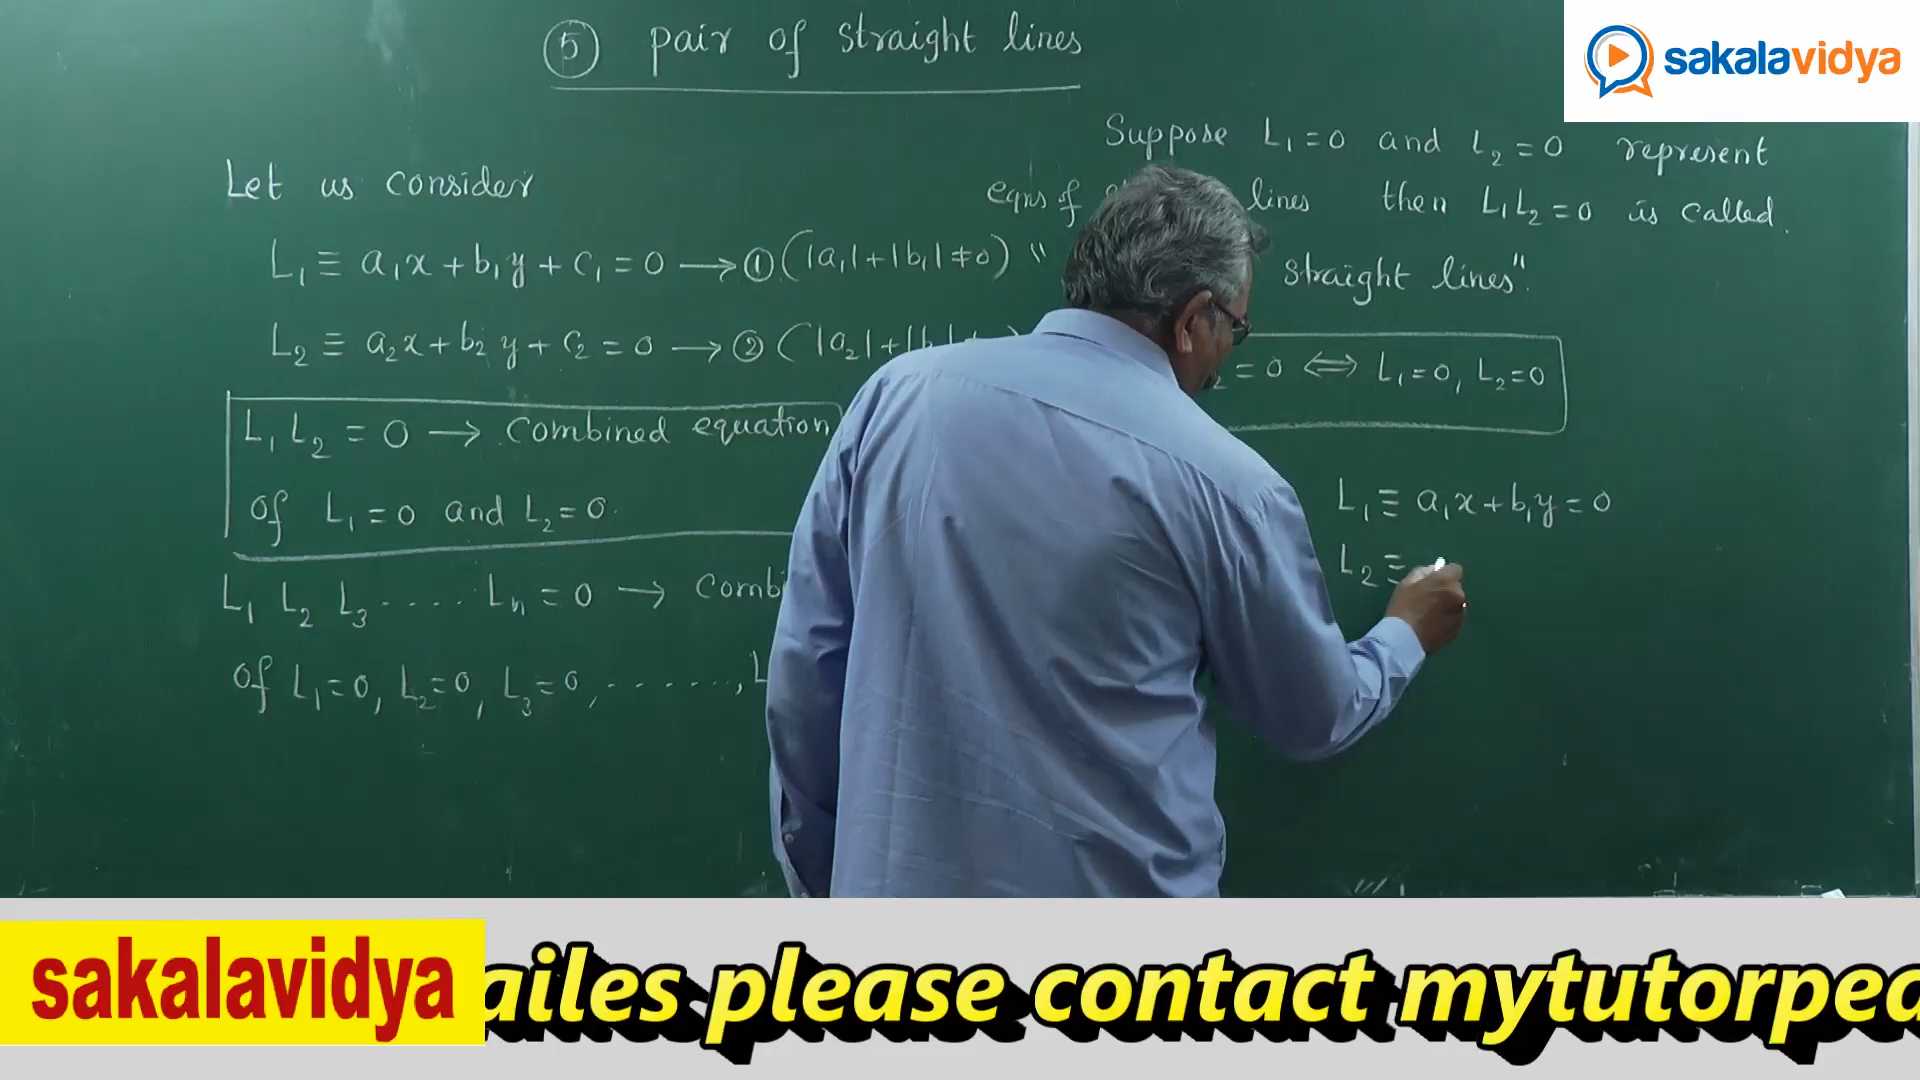 ⑤ pair of straight lines
sakalavidya
Let us consider
L₁ ≡ a₁x + b₁y + c₁ = 0 → ① (|a₁| + |b₁| ≠ 0)
L₂ ≡ a₂x + b₂y + c₂ = 0 → ② (|a₂| + |b
L₁ L₂ = 0 → combined equation
of L₁ = 0 and L₂ = 0.
L₁ L₂ L₃ ..... Lₙ = 0 → Combi
of L₁ = 0, L₂ = 0, L₃ = 0, ......., L
Suppose L₁ = 0 and L₂ = 0 represent
eqns of lines then L₁L₂ = 0 is called
" straight lines".
₂ = 0 ⟺ L₁ = 0, L₂ = 0
L₁ ≡ a₁x + b₁y = 0
L₂ ≡
sakalavidya
ailes please contact mytutorped